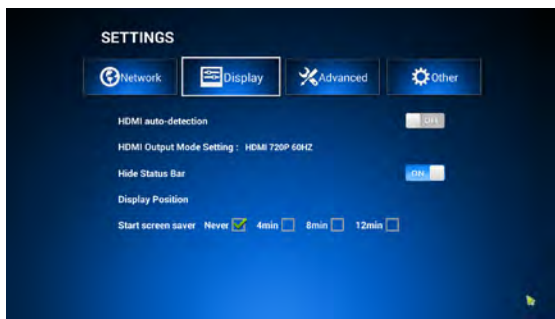 SETTINGS
Network Display Advanced Other
HDMI auto-detection OFF
HDMI Output Mode Setting : HDMI 720P 60HZ
Hide Status Bar ON
Display Position
Start screen saver Never 4min 8min 12min